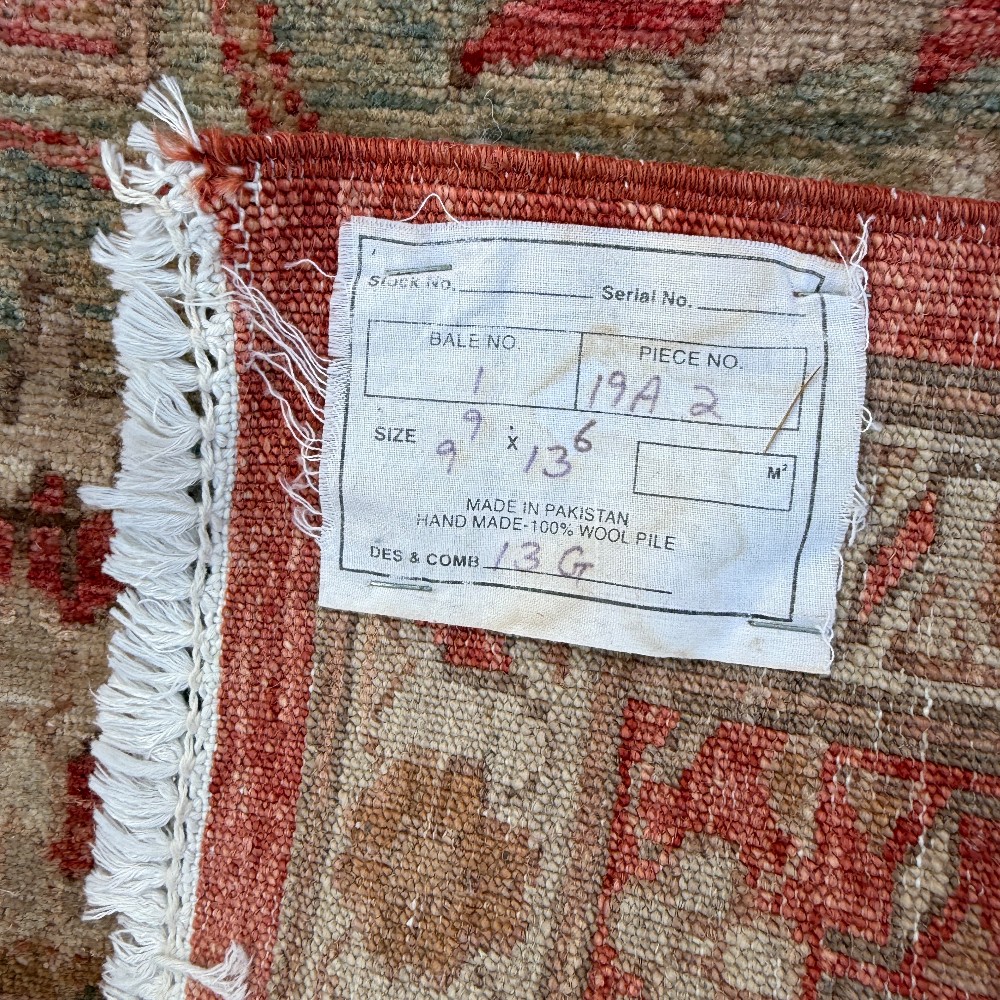 STOCK NO. Serial No.
BALE NO. PIECE NO.
1 19A 2
SIZE 9 9 x 13 6 M²
MADE IN PAKISTAN
HAND MADE-100% WOOL PILE
DES & COMB 13 G